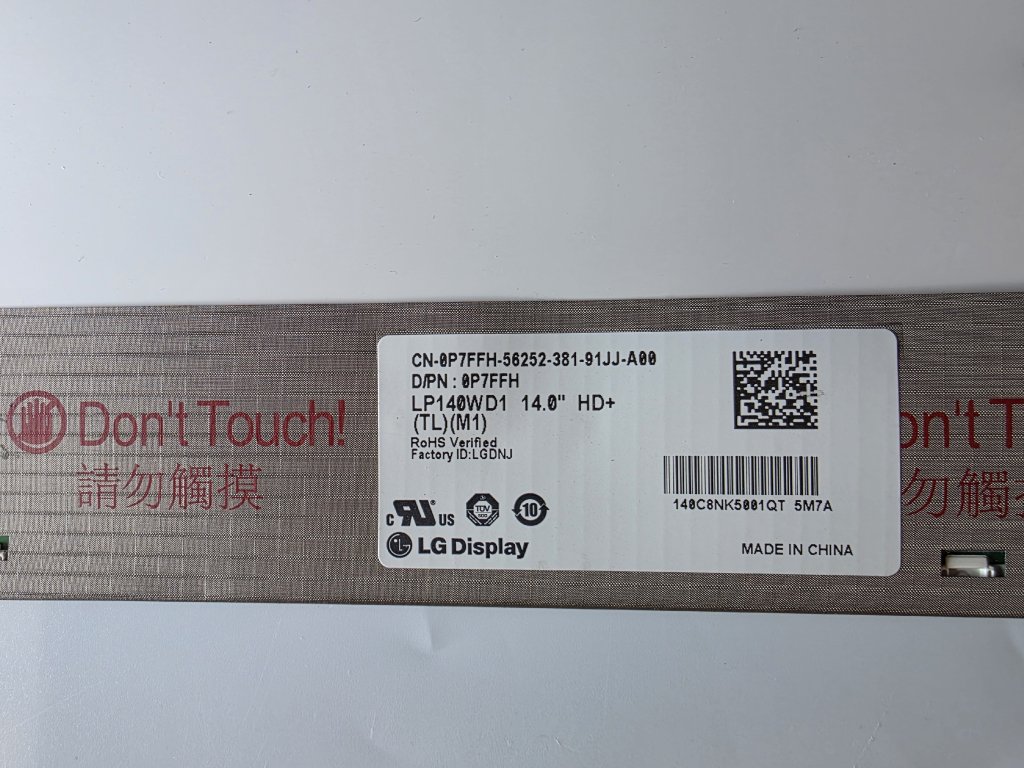 CN-0P7FFH-56252-381-91JJ-A00
D/PN : 0P7FFH
LP140WD1 14.0" HD+
(TL)(M1)
RoHS Verified
Factory ID:LGDNJ
140C8NK5001QT 5M7A
c US
TÜV
10
LG Display
MADE IN CHINA
Don't Touch!
請勿觸摸
on't T
勿觸